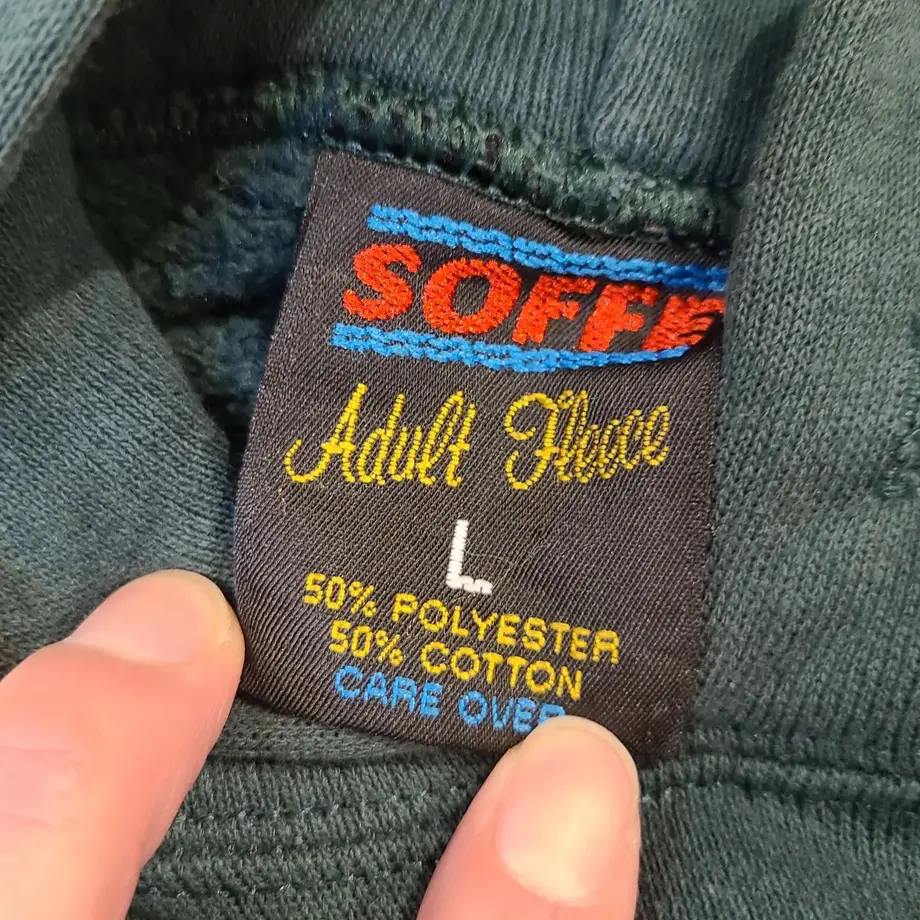 SOFFE
Adult Fleece
L
50% POLYESTER
50% COTTON
CARE OVER